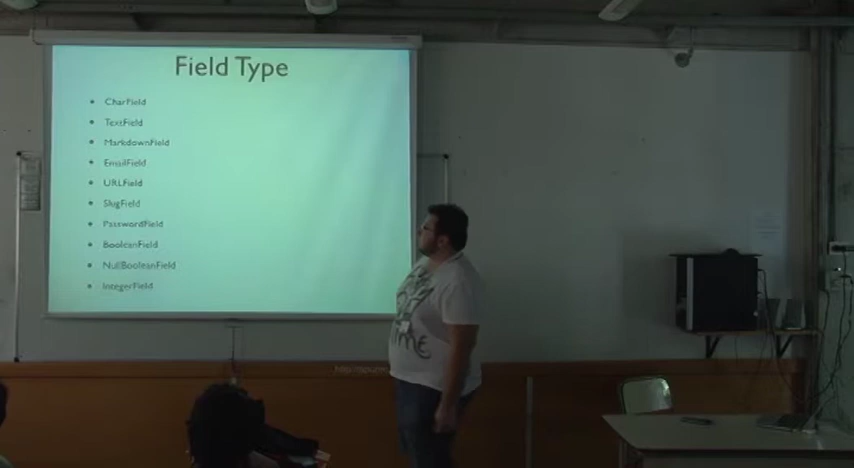 Field Type
• CharField
• TextField
• MarkdownField
• EmailField
• URLField
• SlugField
• PasswordField
• BooleanField
• NullBooleanField
• IntegerField